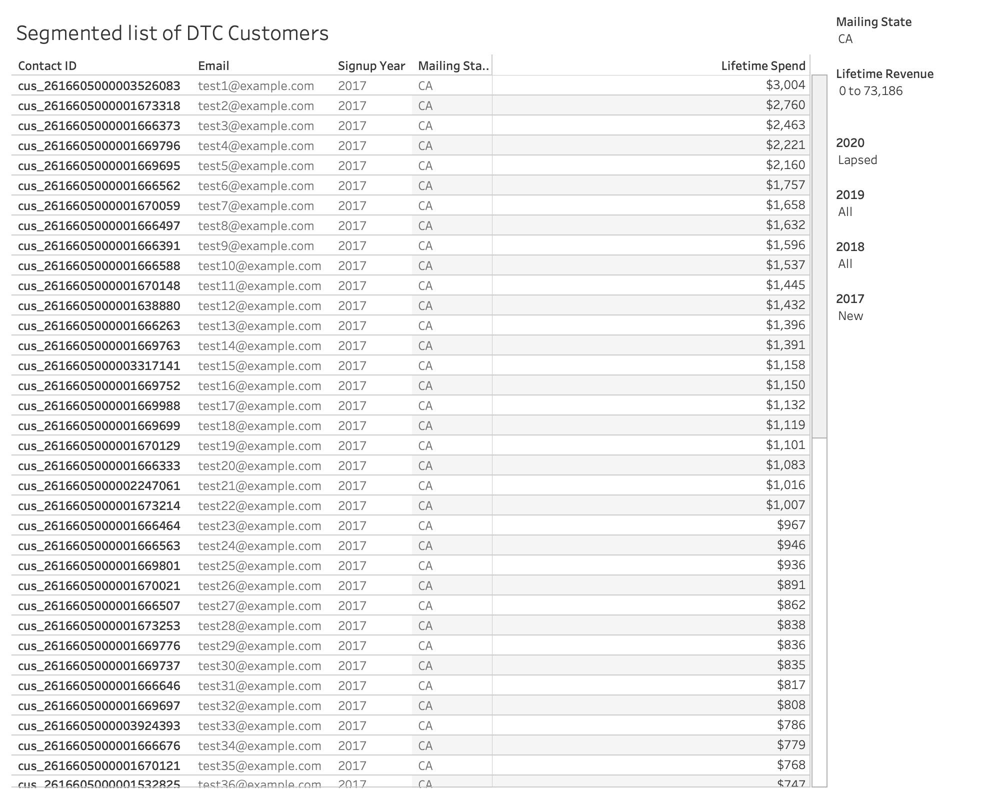 Segmented list of DTC Customers
Contact ID Email Signup Year Mailing Sta.. Lifetime Spend
cus_2616605000003526083 test1@example.com 2017 CA $3,004
cus_2616605000001673318 test2@example.com 2017 CA $2,760
cus_2616605000001666373 test3@example.com 2017 CA $2,463
cus_2616605000001669796 test4@example.com 2017 CA $2,221
cus_2616605000001669695 test5@example.com 2017 CA $2,160
cus_2616605000001666562 test6@example.com 2017 CA $1,757
cus_2616605000001670059 test7@example.com 2017 CA $1,658
cus_2616605000001666497 test8@example.com 2017 CA $1,632
cus_2616605000001666391 test9@example.com 2017 CA $1,596
cus_2616605000001666588 test10@example.com 2017 CA $1,537
cus_2616605000001670148 test11@example.com 2017 CA $1,445
cus_2616605000001638880 test12@example.com 2017 CA $1,432
cus_2616605000001666263 test13@example.com 2017 CA $1,396
cus_2616605000001669763 test14@example.com 2017 CA $1,391
cus_2616605000003317141 test15@example.com 2017 CA $1,158
cus_2616605000001669752 test16@example.com 2017 CA $1,150
cus_2616605000001669988 test17@example.com 2017 CA $1,132
cus_2616605000001669699 test18@example.com 2017 CA $1,119
cus_2616605000001670129 test19@example.com 2017 CA $1,101
cus_2616605000001666333 test20@example.com 2017 CA $1,083
cus_2616605000002247061 test21@example.com 2017 CA $1,016
cus_2616605000001673214 test22@example.com 2017 CA $1,007
cus_2616605000001666464 test23@example.com 2017 CA $967
cus_2616605000001666563 test24@example.com 2017 CA $946
cus_2616605000001669801 test25@example.com 2017 CA $936
cus_2616605000001670021 test26@example.com 2017 CA $891
cus_2616605000001666507 test27@example.com 2017 CA $862
cus_2616605000001673253 test28@example.com 2017 CA $838
cus_2616605000001669776 test29@example.com 2017 CA $836
cus_2616605000001669737 test30@example.com 2017 CA $835
cus_2616605000001666646 test31@example.com 2017 CA $817
cus_2616605000001669697 test32@example.com 2017 CA $808
cus_2616605000003924393 test33@example.com 2017 CA $786
cus_2616605000001666676 test34@example.com 2017 CA $779
cus_2616605000001670121 test35@example.com 2017 CA $768
cus_2616605000001532825 test36@example.com 2017 CA $747
Mailing State
CA
Lifetime Revenue
0 to 73,186
2020
Lapsed
2019
All
2018
All
2017
New